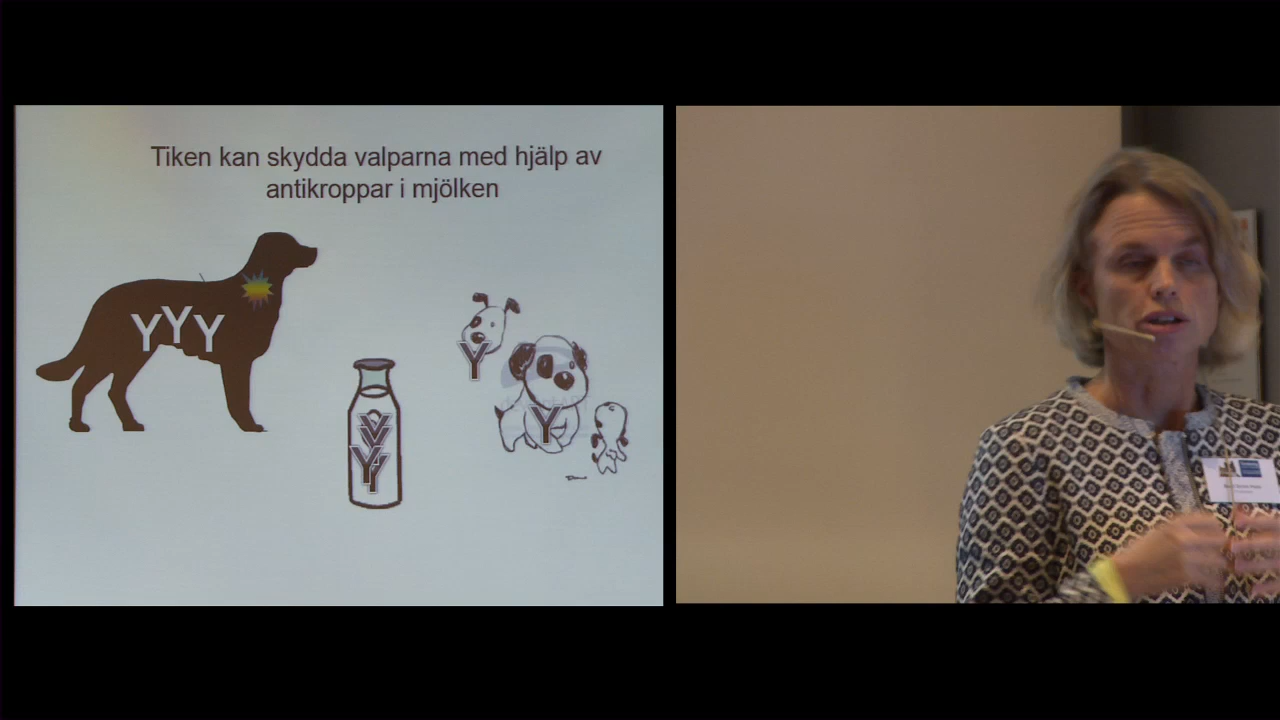 Tiken kan skydda valparna med hjälp av
antikroppar i mjölken
Y Y Y
Y
Y
Y
Y
Y Y